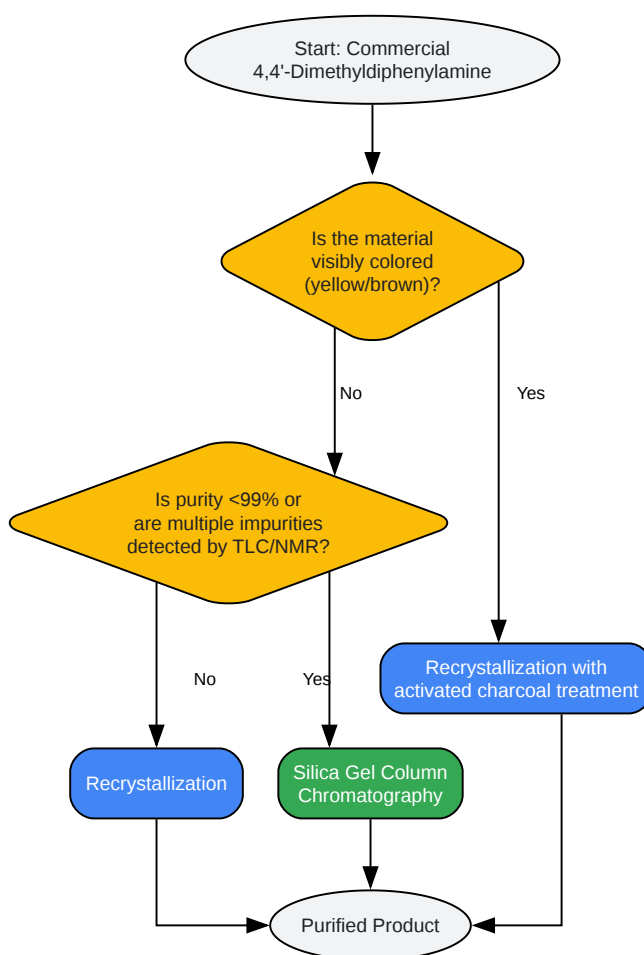 Start: Commercial
4,4'-Dimethyldiphenylamine
Is the material
visibly colored
(yellow/brown)?
No
Yes
Is purity <99% or
are multiple impurities
detected by TLC/NMR?
No
Yes
Recrystallization with
activated charcoal treatment
Recrystallization
Silica Gel Column
Chromatography
Purified Product